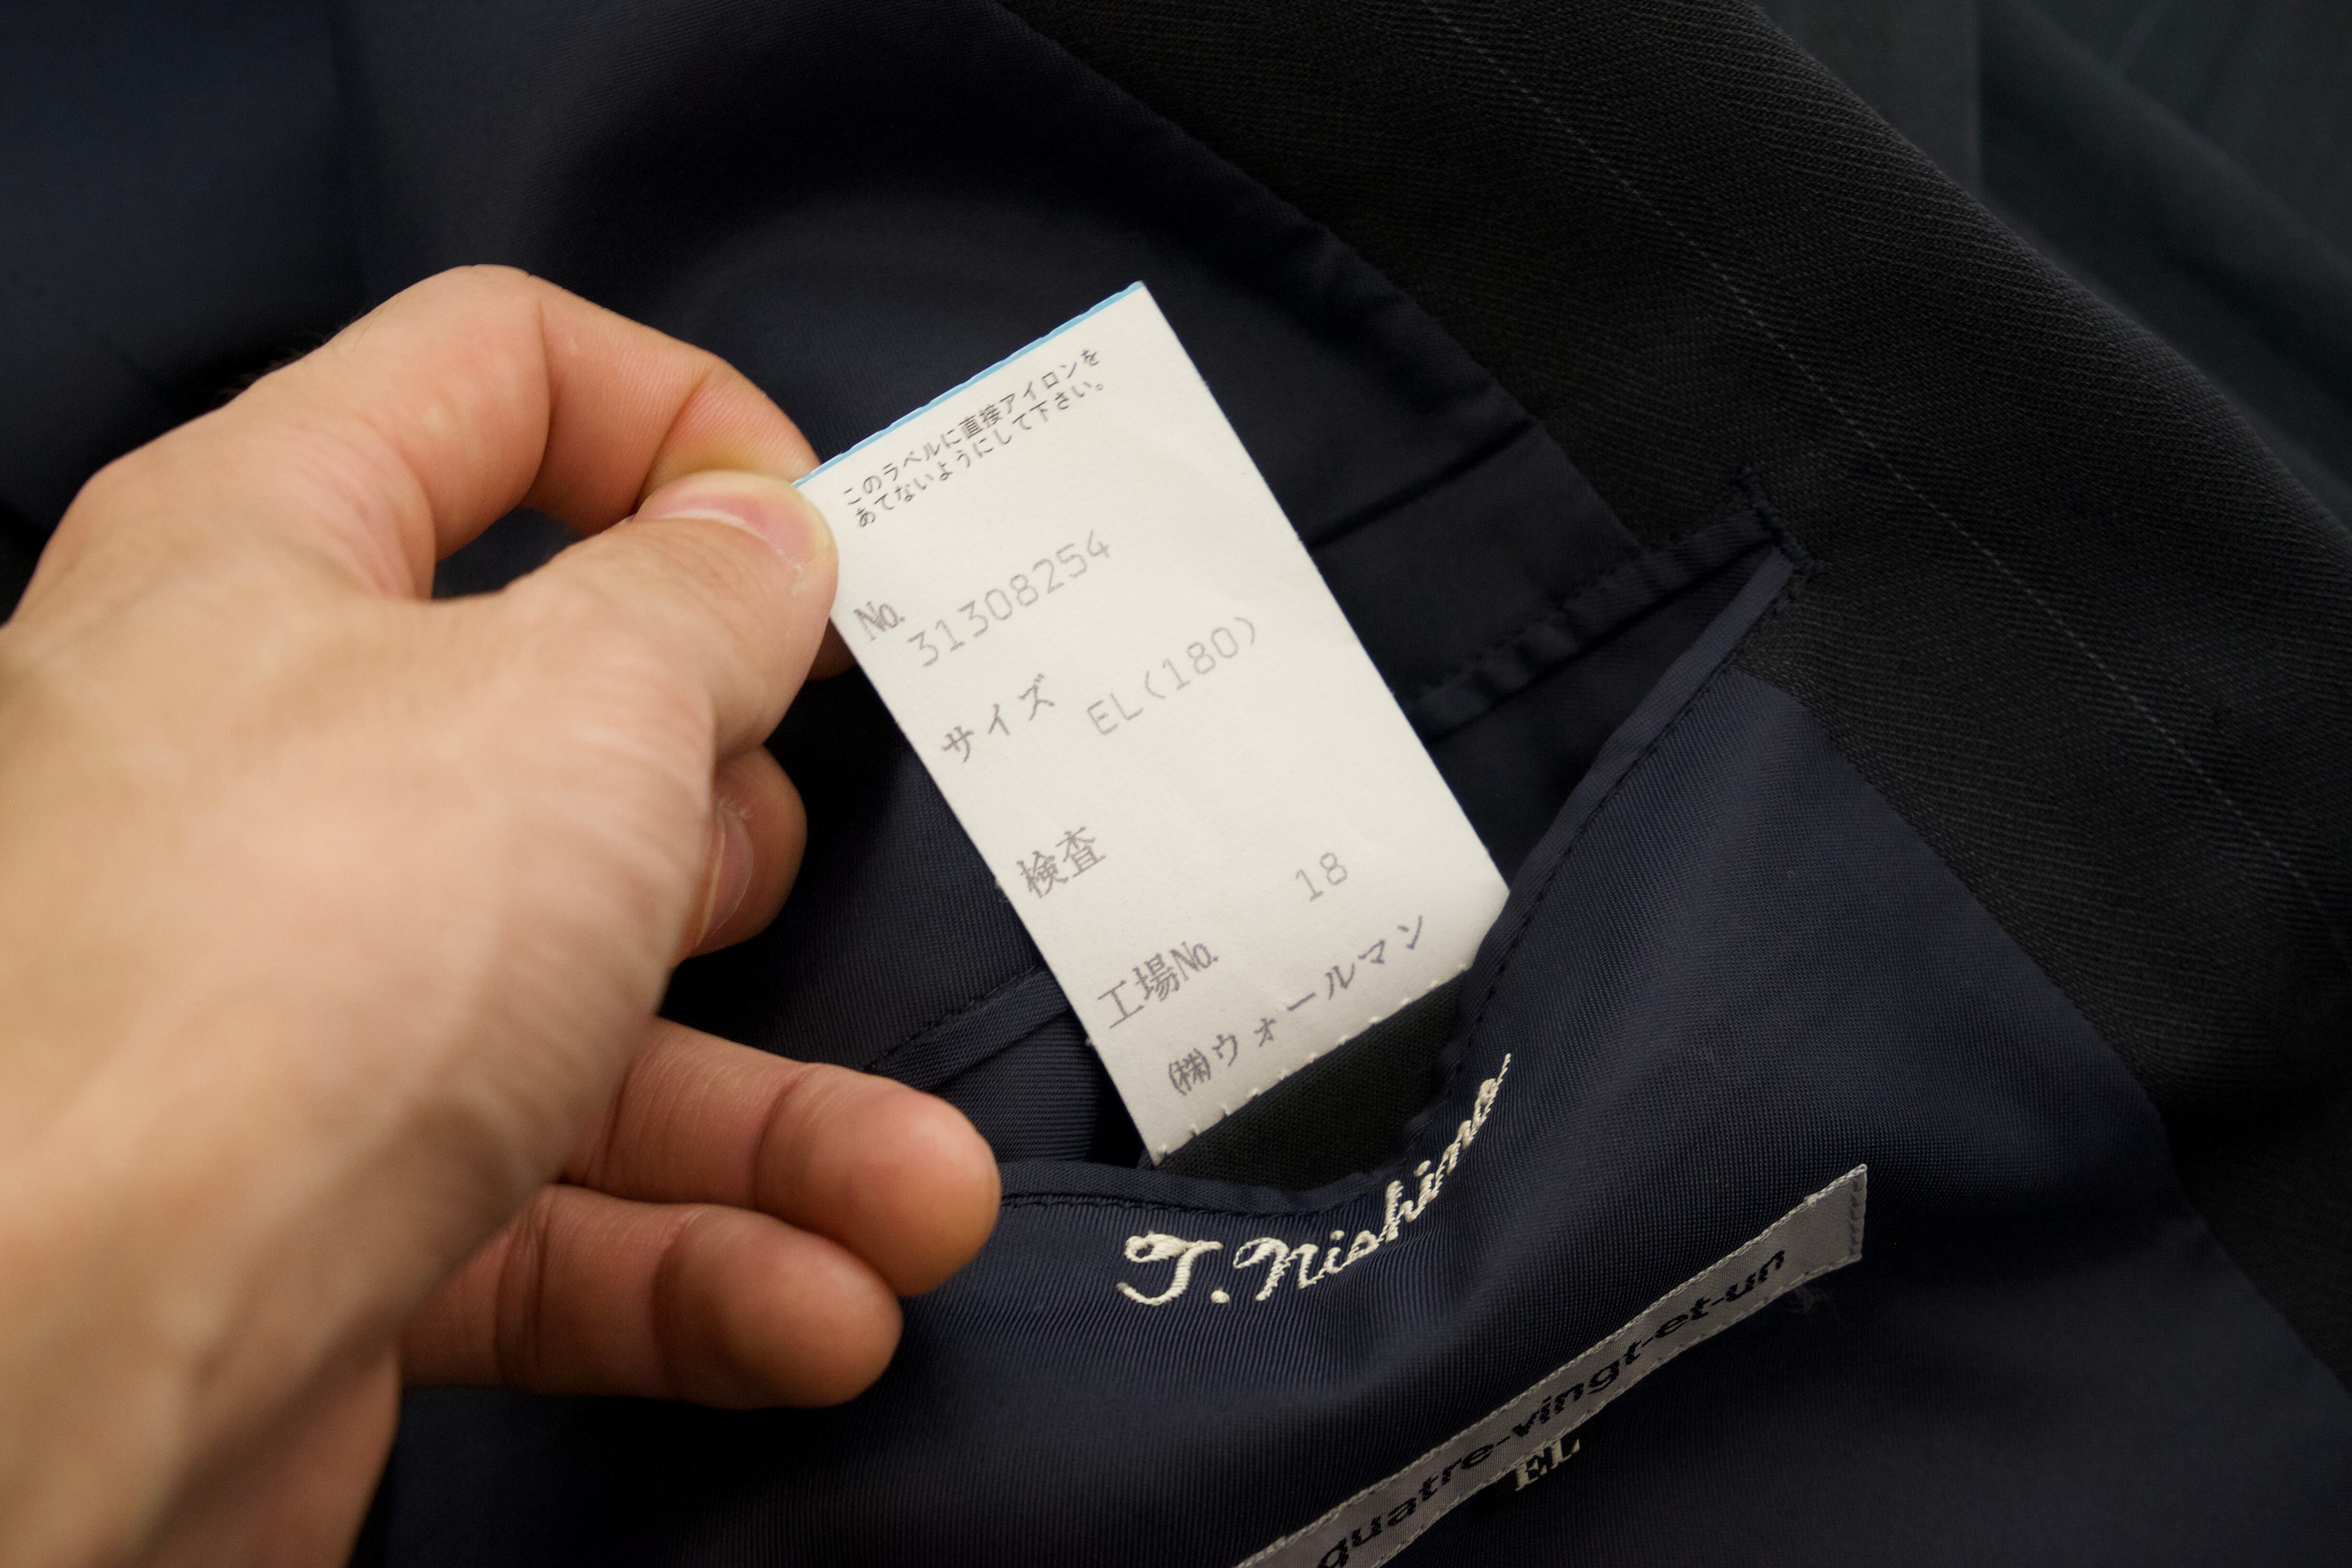 このラベルに直接アイロンを
あてないようにして下さい。
No. 31308254
サイズ EL(180)
検査
工場No. 18
㈱ウォールマン
T. Nishimura
quatre-vingt-et-un
EL